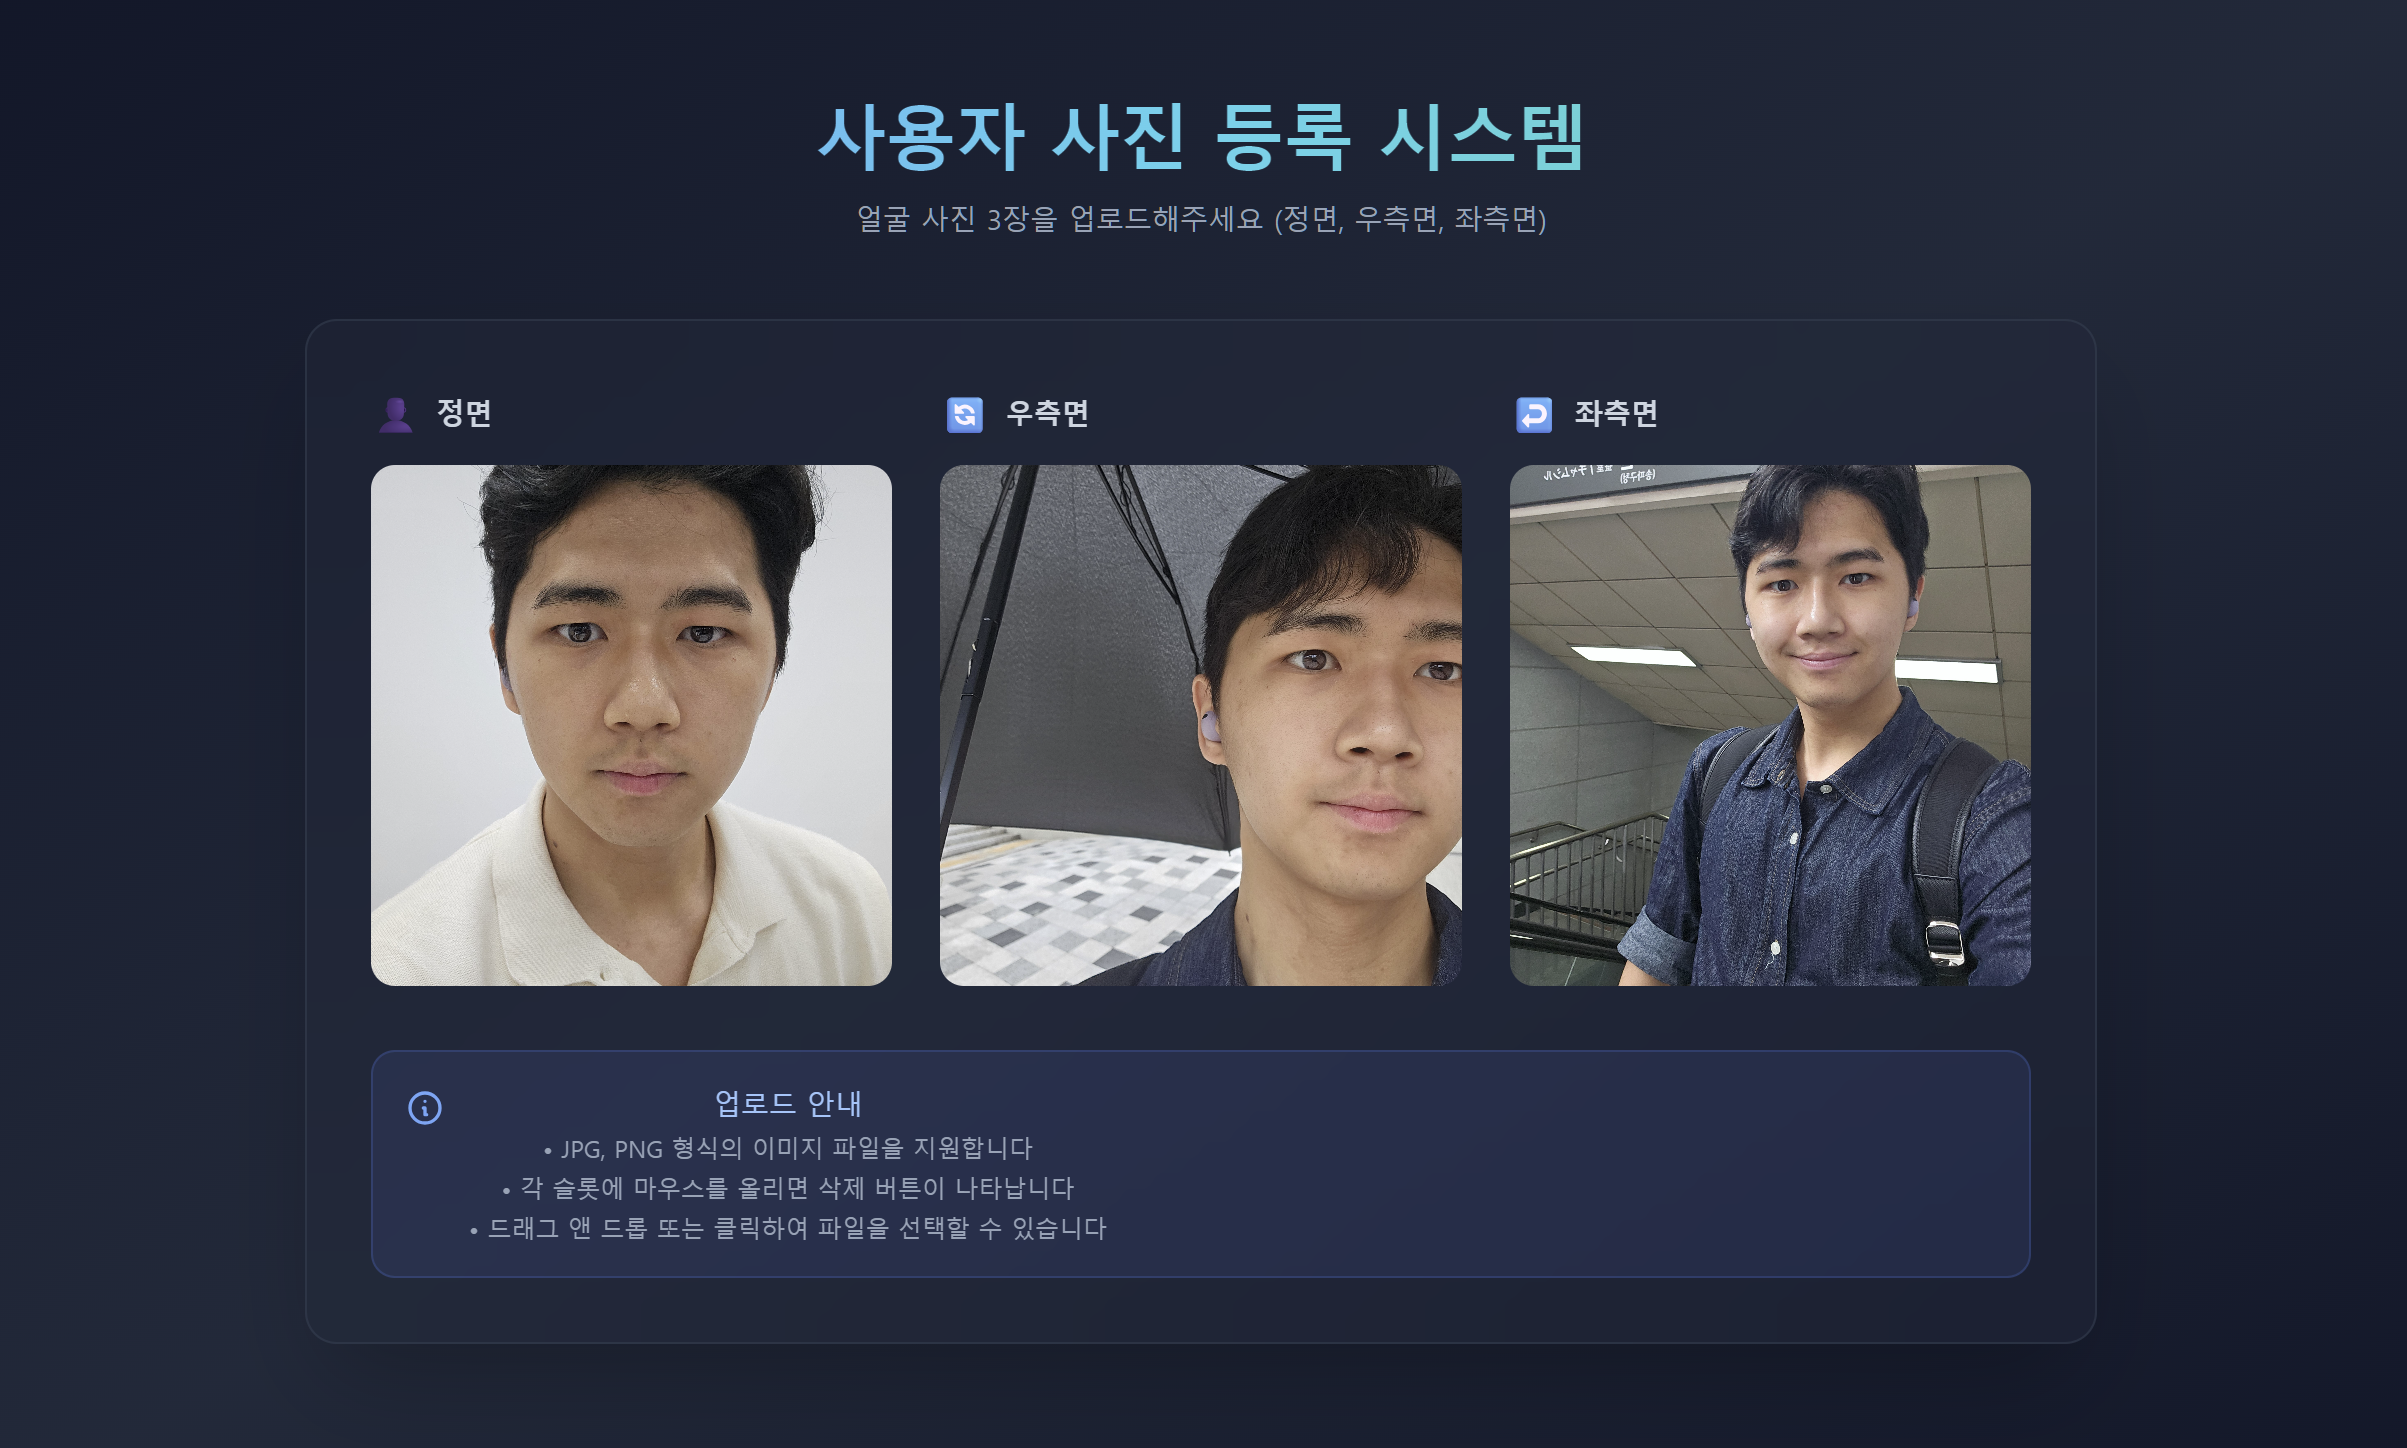 사용자 사진 등록 시스템
얼굴 사진 3장을 업로드해주세요 (정면, 우측면, 좌측면)
정면
우측면
좌측면
(송파구청)
업로드 안내
• JPG, PNG 형식의 이미지 파일을 지원합니다
• 각 슬롯에 마우스를 올리면 삭제 버튼이 나타납니다
• 드래그 앤 드롭 또는 클릭하여 파일을 선택할 수 있습니다